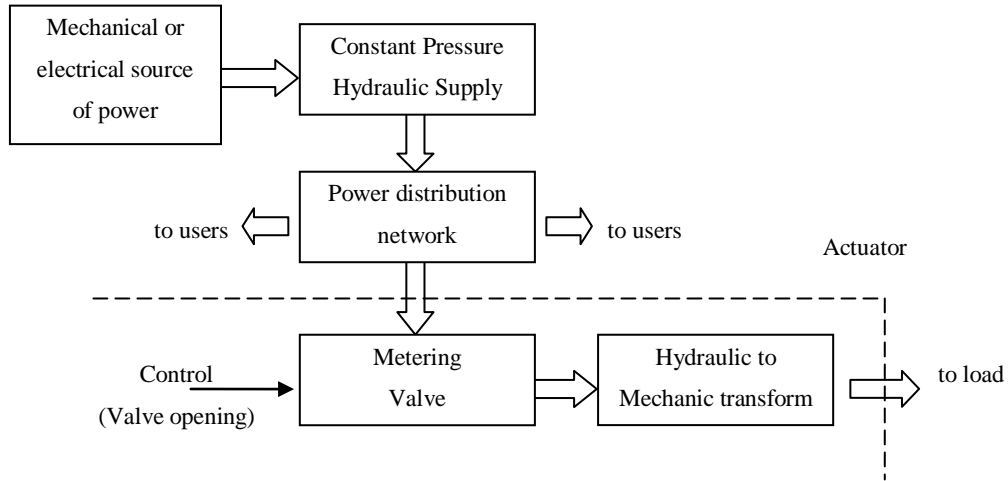 Mechanical or
electrical source
of power
Constant Pressure
Hydraulic Supply
Power distribution
network
to users
to users
Actuator
Metering
Valve
Hydraulic to
Mechanic transform
Control
(Valve opening)
to load